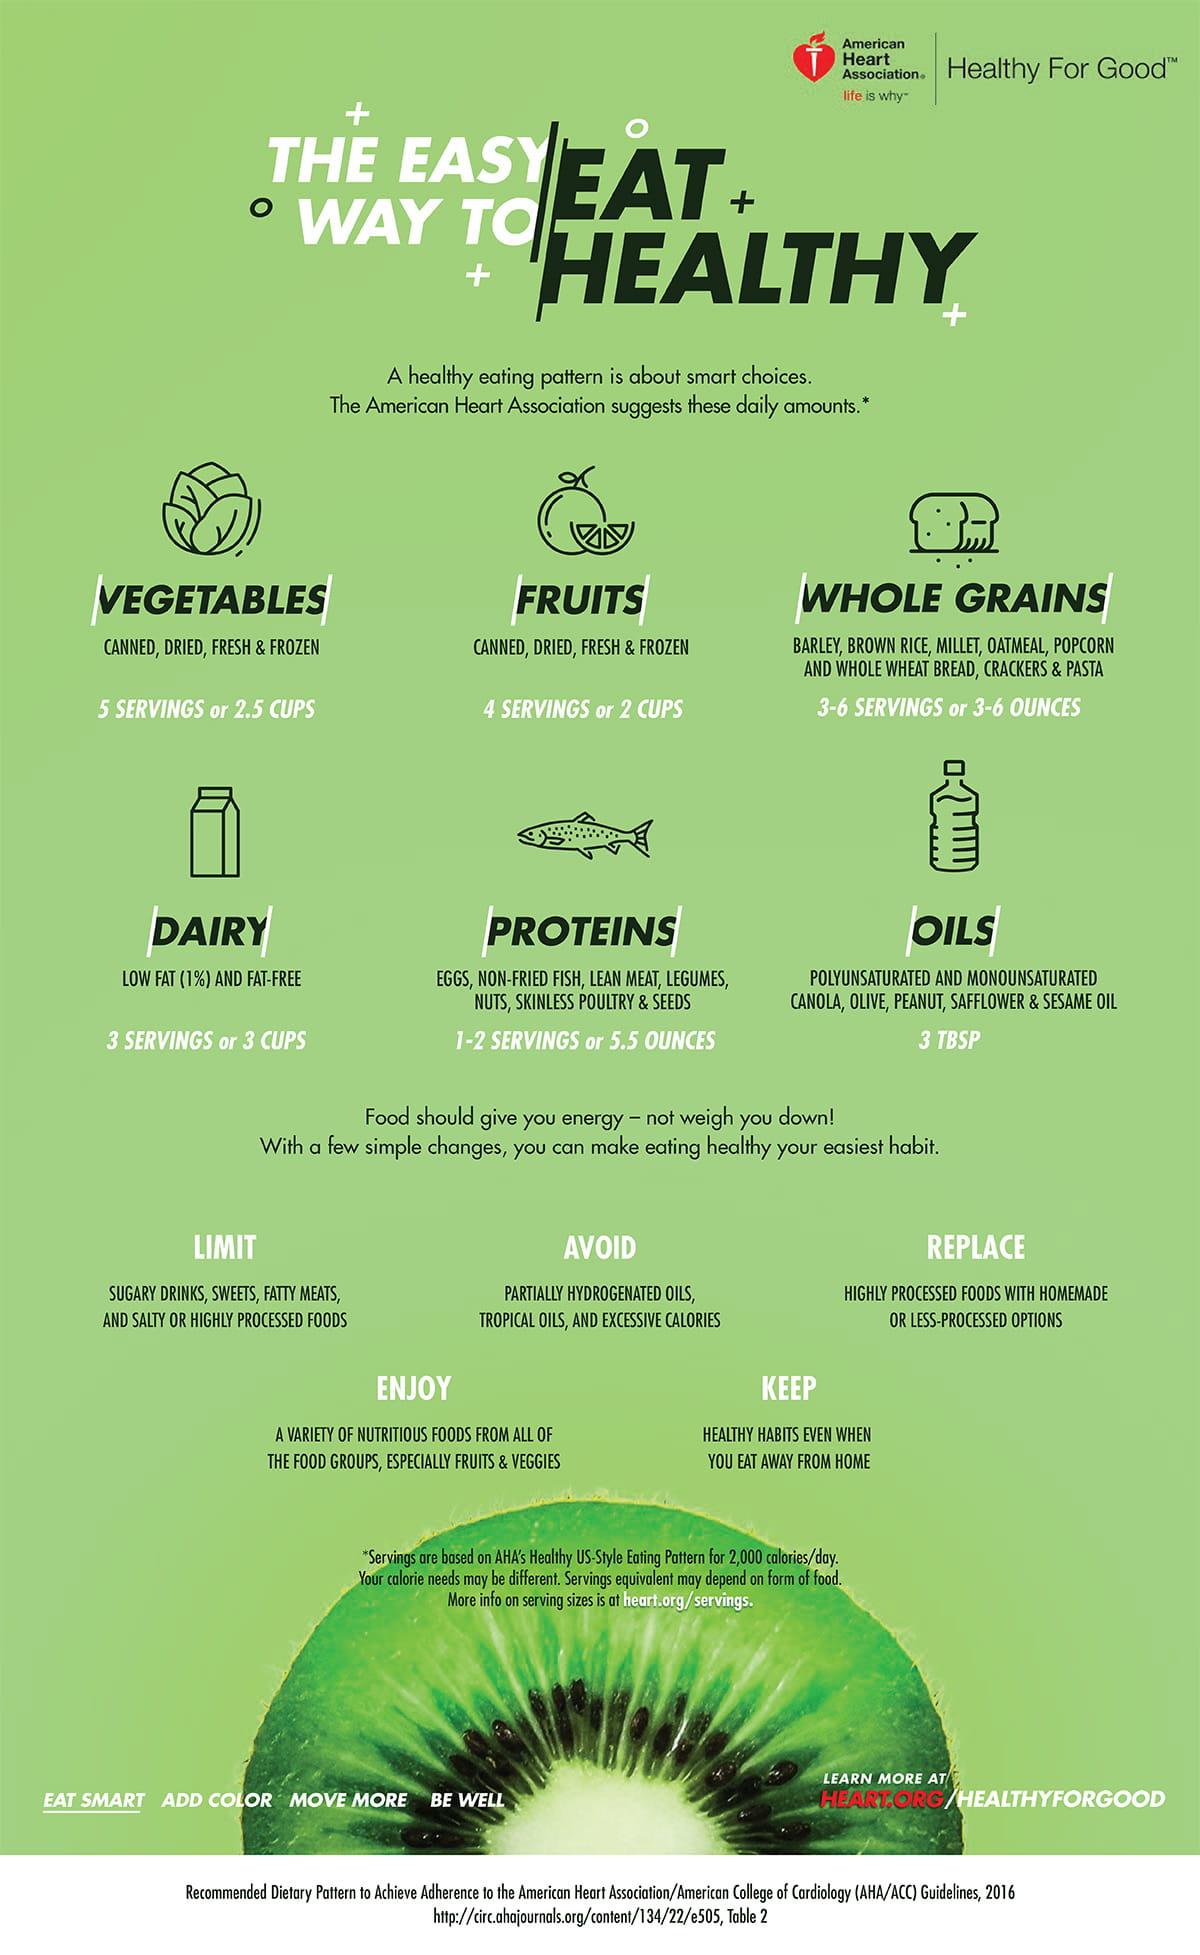 American
Heart
Association®
life is why™
Healthy For Good™
THE EASY
WAY TO
EAT
HEALTHY
A healthy eating pattern is about smart choices.
The American Heart Association suggests these daily amounts.*
VEGETABLES
CANNED, DRIED, FRESH & FROZEN
5 SERVINGS or 2.5 CUPS
FRUITS
CANNED, DRIED, FRESH & FROZEN
4 SERVINGS or 2 CUPS
WHOLE GRAINS
BARLEY, BROWN RICE, MILLET, OATMEAL, POPCORN
AND WHOLE WHEAT BREAD, CRACKERS & PASTA
3-6 SERVINGS or 3-6 OUNCES
DAIRY
LOW FAT (1%) AND FAT-FREE
3 SERVINGS or 3 CUPS
PROTEINS
EGGS, NON-FRIED FISH, LEAN MEAT, LEGUMES,
NUTS, SKINLESS POULTRY & SEEDS
1-2 SERVINGS or 5.5 OUNCES
OILS
POLYUNSATURATED AND MONOUNSATURATED
CANOLA, OLIVE, PEANUT, SAFFLOWER & SESAME OIL
3 TBSP
Food should give you energy – not weigh you down!
With a few simple changes, you can make eating healthy your easiest habit.
LIMIT
SUGARY DRINKS, SWEETS, FATTY MEATS,
AND SALTY OR HIGHLY PROCESSED FOODS
AVOID
PARTIALLY HYDROGENATED OILS,
TROPICAL OILS, AND EXCESSIVE CALORIES
REPLACE
HIGHLY PROCESSED FOODS WITH HOMEMADE
OR LESS-PROCESSED OPTIONS
ENJOY
A VARIETY OF NUTRITIOUS FOODS FROM ALL OF
THE FOOD GROUPS, ESPECIALLY FRUITS & VEGGIES
KEEP
HEALTHY HABITS EVEN WHEN
YOU EAT AWAY FROM HOME
*Servings are based on AHA's Healthy US-Style Eating Pattern for 2,000 calories/day.
Your calorie needs may be different. Servings equivalent may depend on form of food.
More info on serving sizes is at heart.org/servings.
EAT SMART ADD COLOR MOVE MORE BE WELL
LEARN MORE AT
HEART.ORG/HEALTHYFORGOOD
Recommended Dietary Pattern to Achieve Adherence to the American Heart Association/American College of Cardiology (AHA/ACC) Guidelines, 2016
http://circ.ahajournals.org/content/134/22/e505, Table 2